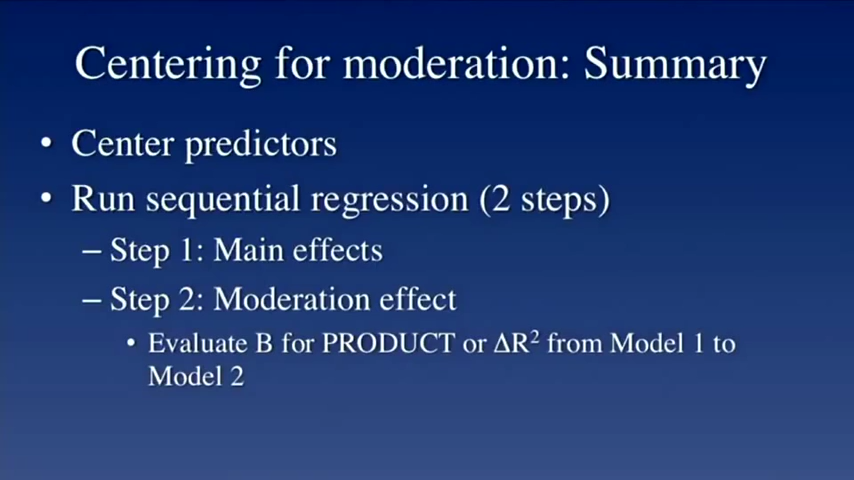 Centering for moderation: Summary
• Center predictors
• Run sequential regression (2 steps)
– Step 1: Main effects
– Step 2: Moderation effect
• Evaluate B for PRODUCT or ΔR² from Model 1 to
Model 2